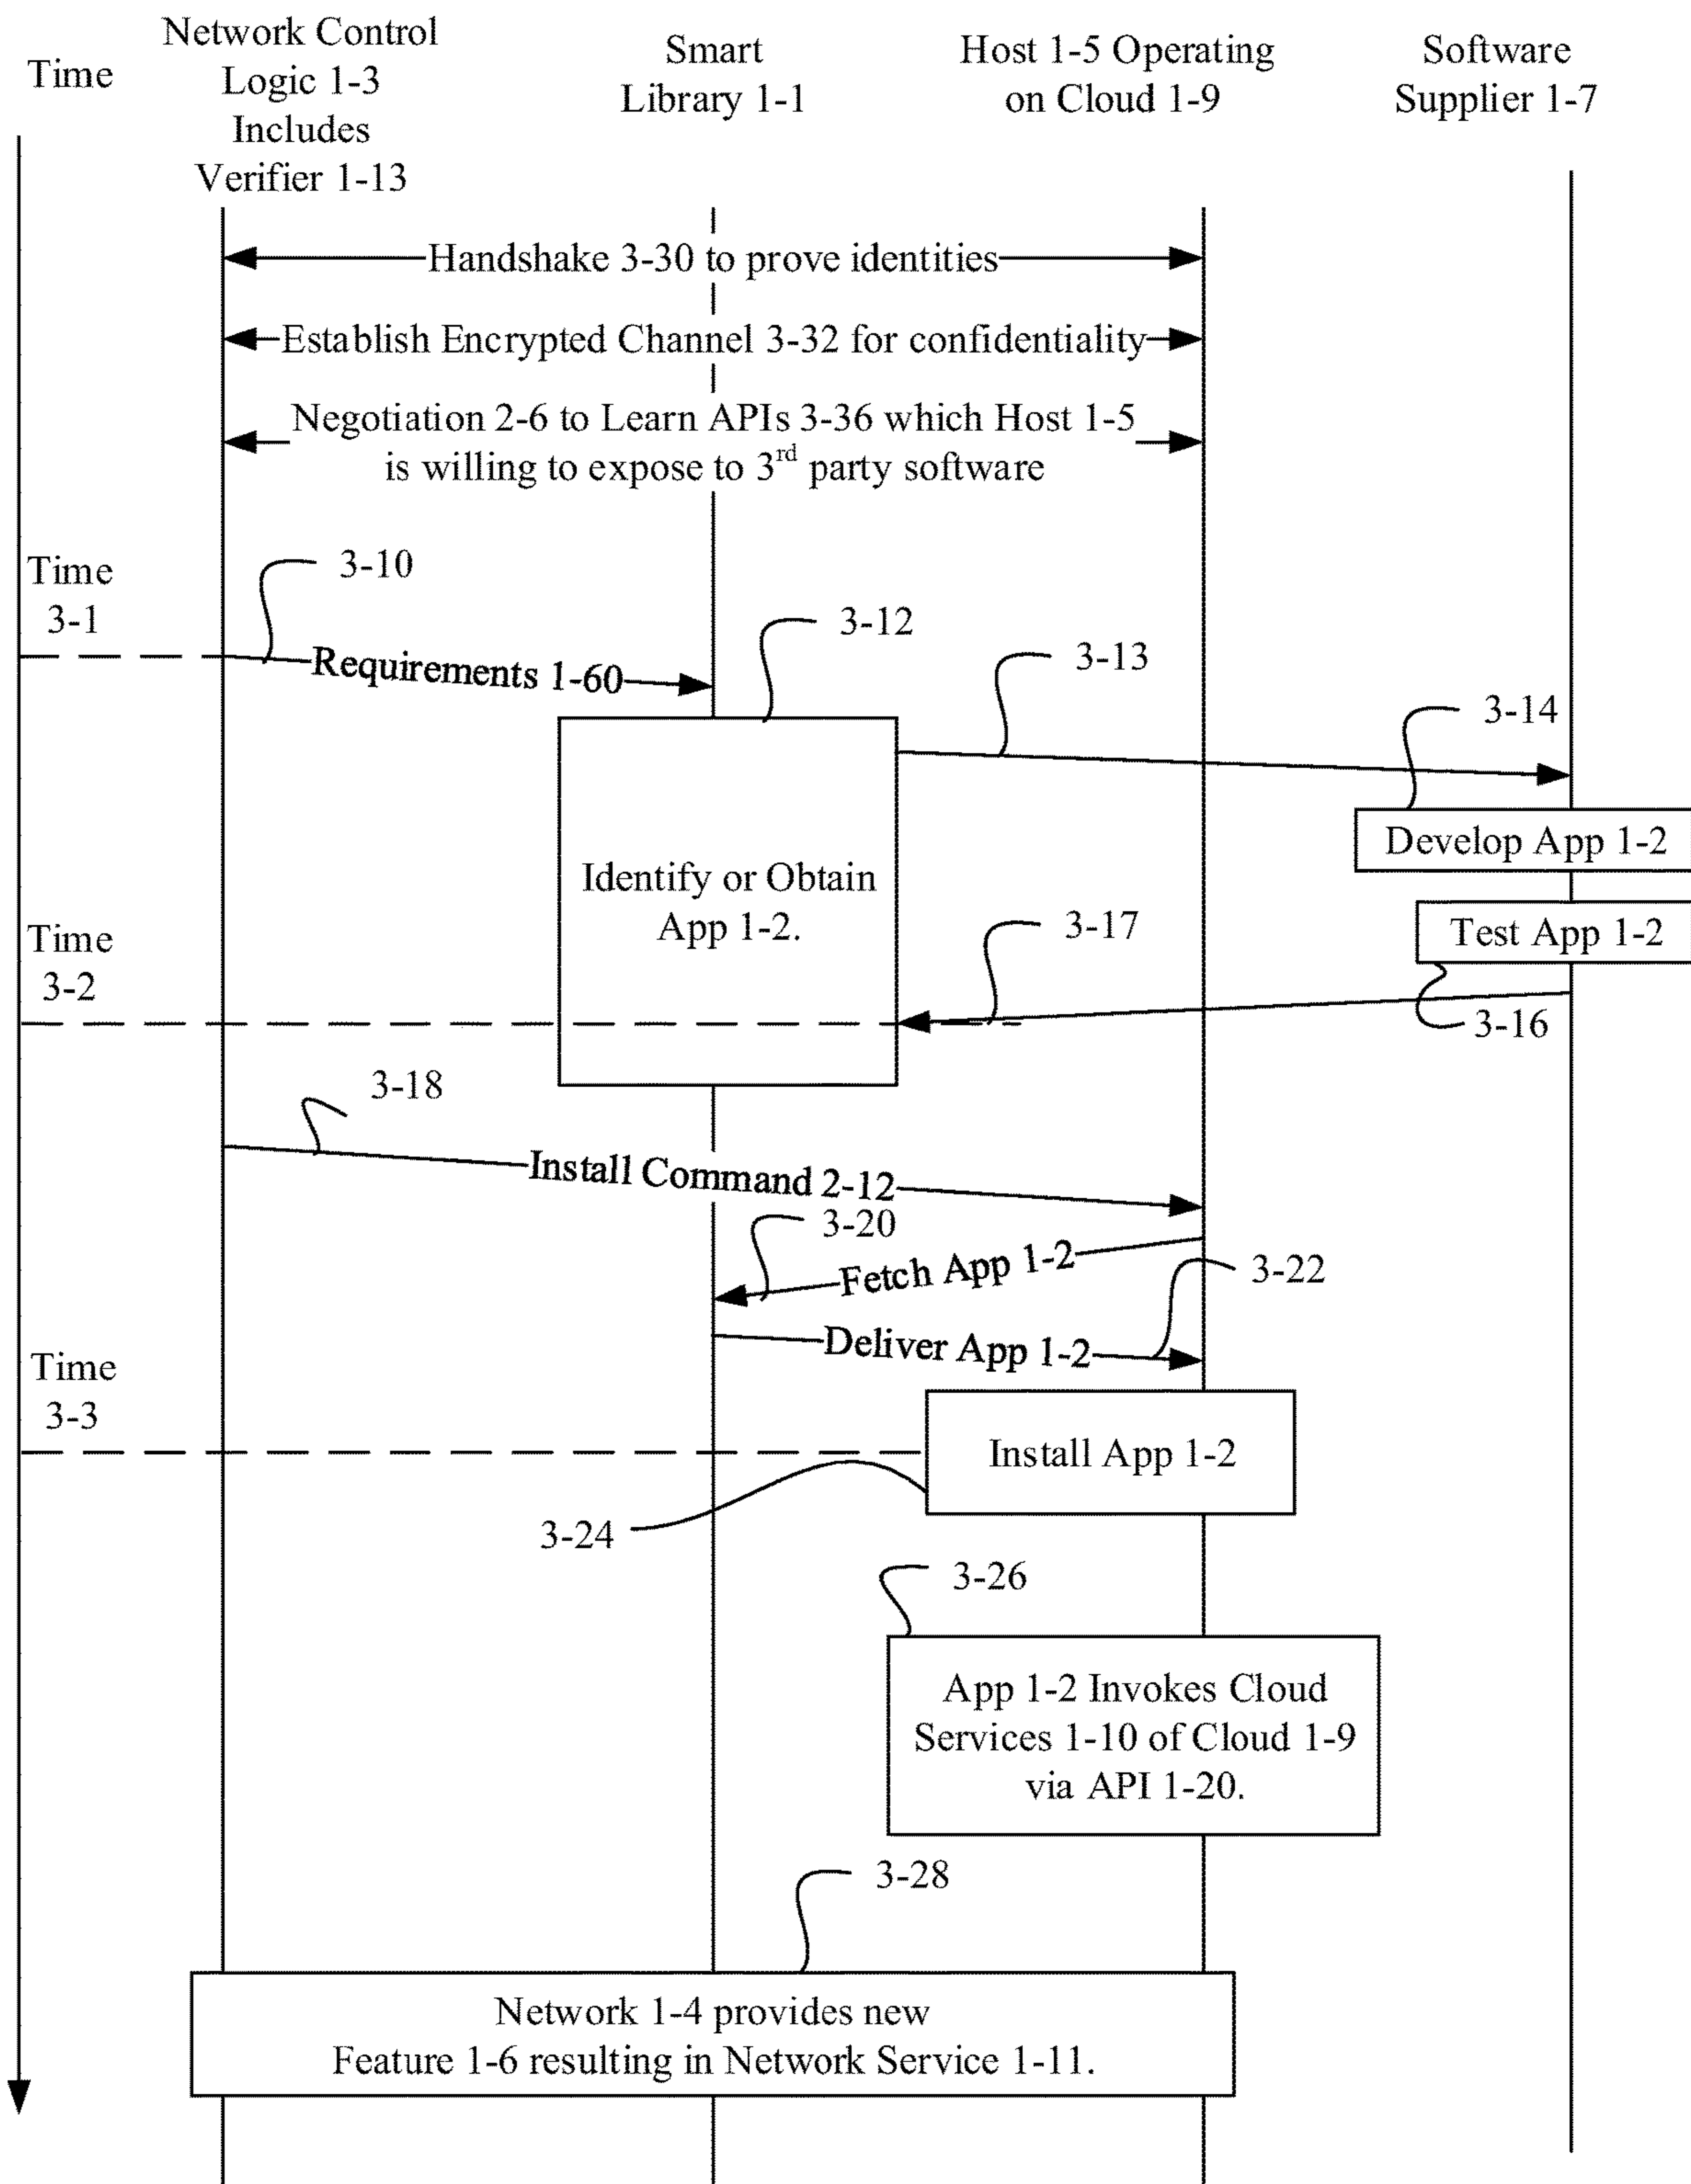 Time
Network Control
Logic 1-3
Includes
Verifier 1-13
Smart
Library 1-1
Host 1-5 Operating
on Cloud 1-9
Software
Supplier 1-7
Handshake 3-30 to prove identities
Establish Encrypted Channel 3-32 for confidentiality
Negotiation 2-6 to Learn APIs 3-36 which Host 1-5
is willing to expose to 3rd party software
Time
3-1
3-10
Requirements 1-60
3-12
3-13
3-14
Develop App 1-2
Identify or Obtain
App 1-2.
Test App 1-2
3-17
Time
3-2
3-16
3-18
Install Command 2-12
3-20
Fetch App 1-2
3-22
Deliver App 1-2
Time
3-3
Install App 1-2
3-24
3-26
App 1-2 Invokes Cloud
Services 1-10 of Cloud 1-9
via API 1-20.
3-28
Network 1-4 provides new
Feature 1-6 resulting in Network Service 1-11.